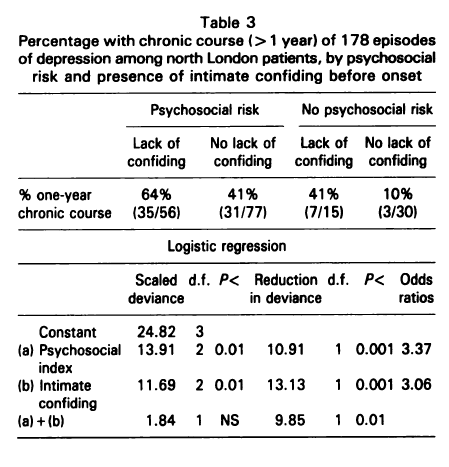 Table 3
Percentage with chronic course (>1 year) of 178 episodes
of depression among north London patients, by psychosocial
risk and presence of intimate confiding before onset
Psychosocial risk No psychosocial risk
Lack of No lack of Lack of No lack of
confiding confiding confiding confiding
% one-year 64% 41% 41% 10%
chronic course (35/56) (31/77) (7/15) (3/30)
Logistic regression
Scaled d.f. P< Reduction d.f. P< Odds
deviance in deviance ratios
Constant 24.82 3
(a) Psychosocial 13.91 2 0.01 10.91 1 0.001 3.37
index
(b) Intimate 11.69 2 0.01 13.13 1 0.001 3.06
confiding
(a)+(b) 1.84 1 NS 9.85 1 0.01